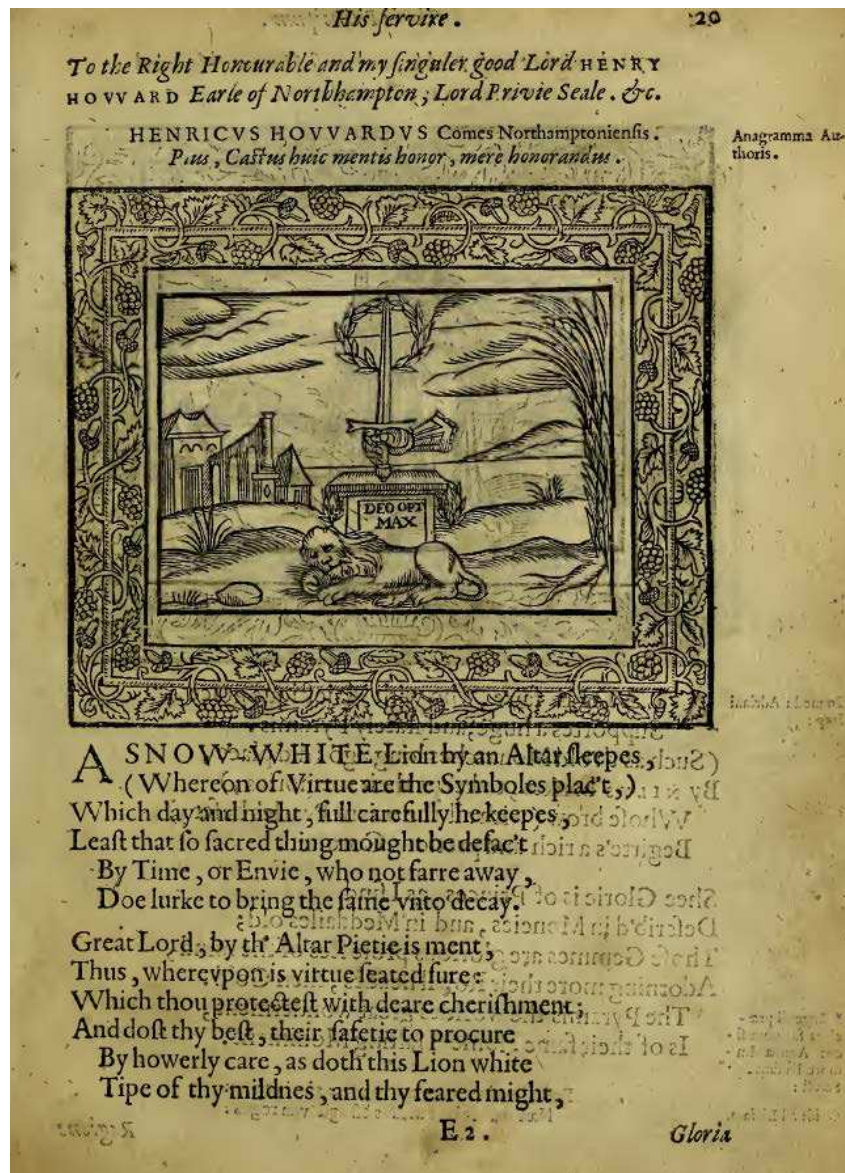 His ſervire. 20
To the Right Honourable and my ſinguler good Lord HENRY
HOVVARD Earle of Northhampton, Lord Privie Seale. &c.
HENRICVS HOVVARDVS Comes Northamptonienſis.
Pius, Caſtus huic mentis honor, merè honorandus.
Anagramma Au-
thoris.
DEO OPT
MAX
A SNOW-WHITE Lion by an Altar ſleepes,
(Whereon of Virtue are the Symboles plac't,)
Which day and night, full carefully he keepes,
Leaſt that ſo ſacred thing mought be defac't
By Time, or Envie, who not farre away,
Doe lurke to bring the ſame vnto decay.
Great Lord, by th' Altar Pietie is ment;
Thus, wherevpon is virtue ſeated ſure:
Which thou protecteſt with deare cheriſhment;
And doſt thy beſt, their ſafetie to procure
By howerly care, as doth this Lion white
Tipe of thy mildnes, and thy feared might,
E2. Gloria